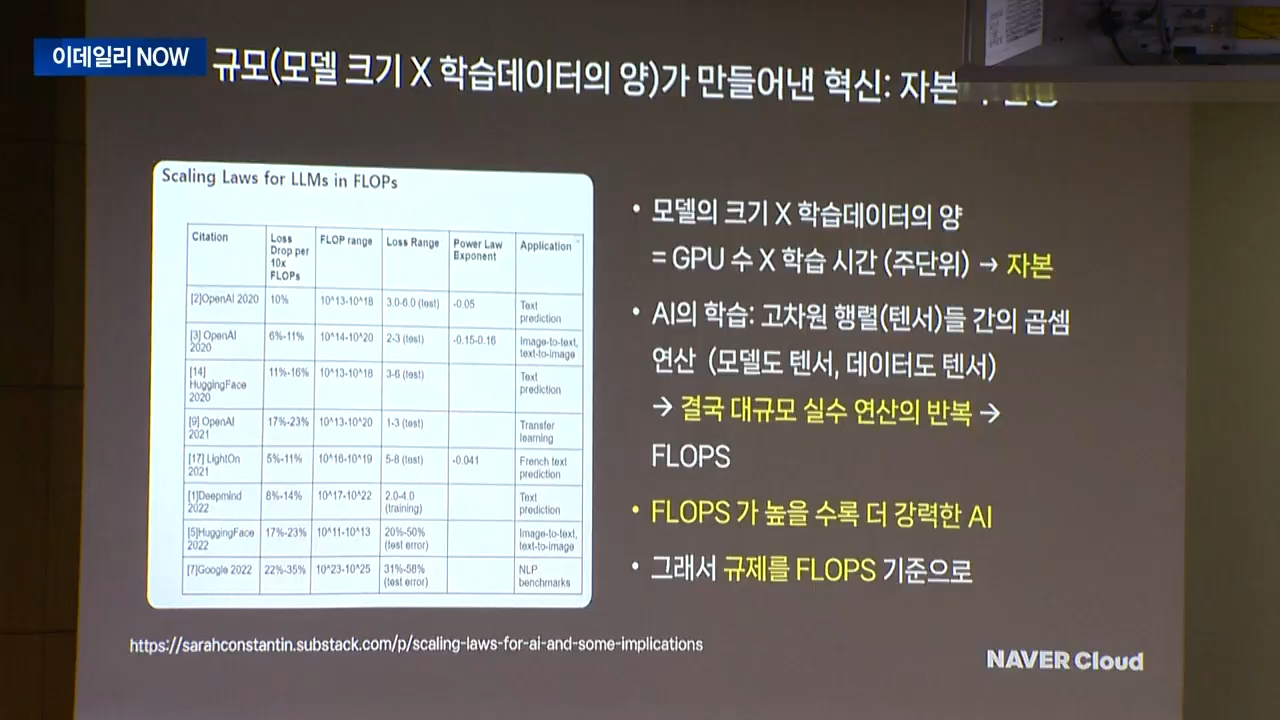 이데일리 NOW
규모(모델 크기 X 학습데이터의 양)가 만들어낸 혁신: 자본
Scaling Laws for LLMs in FLOPs
Citation
Loss Drop per 10x FLOPs
FLOP range
Loss Range
Power Law Exponent
Application
[2]OpenAI 2020 10% 10^13-10^18 3.0-6.0 (test) -0.05 Text prediction
[3] OpenAI 2020 6%-11% 10^14-10^20 2-3 (test) -0.15-0.16 Image-to-text, text-to-image
[14] HuggingFace 2020 11%-16% 10^13-10^18 3-6 (test) Text prediction
[9] OpenAI 2021 17%-23% 10^13-10^20 1-3 (test) Transfer learning
[17] LightOn 2021 5%-11% 10^16-10^19 5-8 (test) -0.041 French text prediction
[1]Deepmind 2022 8%-14% 10^17-10^22 2.0-4.0 (training) Text prediction
[5]HuggingFace 2022 17%-23% 10^11-10^13 20%-50% (test error) Image-to-text, text-to-image
[7]Google 2022 22%-35% 10^23-10^25 31%-58% (test error) NLP benchmarks
• 모델의 크기 X 학습데이터의 양
= GPU 수 X 학습 시간 (주단위) → 자본
• AI의 학습: 고차원 행렬(텐서)들 간의 곱셈
연산 (모델도 텐서, 데이터도 텐서)
→ 결국 대규모 실수 연산의 반복 →
FLOPS
• FLOPS 가 높을 수록 더 강력한 AI
• 그래서 규제를 FLOPS 기준으로
https://sarahconstantin.substack.com/p/scaling-laws-for-ai-and-some-implications
NAVER Cloud